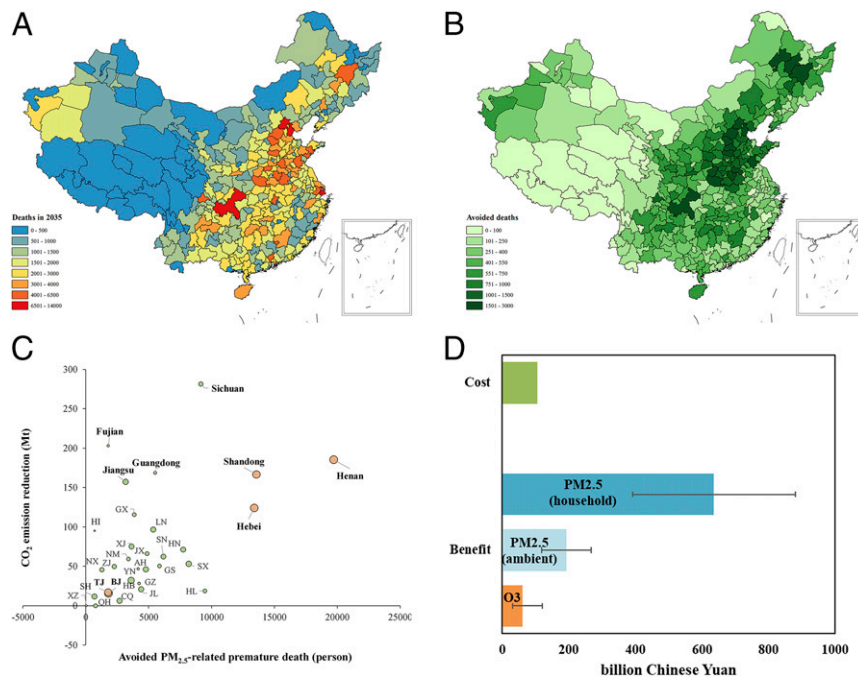 A
Deaths in 2035
0 - 500
501 - 1000
1001 - 1500
1501 - 2000
2001 - 3000
3001 - 4000
4001 - 6500
6501 - 14000
B
Avoided deaths
0 - 100
101 - 250
251 - 400
401 - 550
551 - 750
751 - 1000
1001 - 1500
1501 - 3000
C
CO2 emission reduction (Mt)
300
250
200
150
100
50
0
-50
-5000
0
5000
10000
15000
20000
25000
Avoided PM2.5-related premature death (person)
Sichuan
Fujian
Guangdong
Jiangsu
Shandong
Henan
Hebei
GX
HI
LN
SN
HN
XJ
JX
NM
AH
NX
ZJ
YN
GS
SX
TJ
BJ
HB
GZ
SH
XZ
QH
CQ
JL
HL
D
0
200
400
600
800
1000
Cost
PM2.5
(household)
Benefit
PM2.5
(ambient)
O3
billion Chinese Yuan